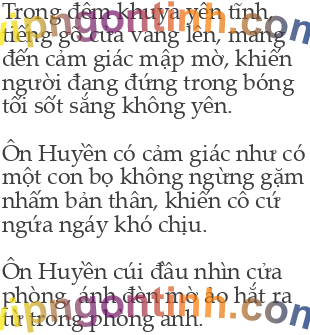 Trong đêm khuya yên tĩnh,
tiếng gõ cửa vang lên, mang
đến cảm giác mập mờ, khiến
người đang đứng trong bóng
tối sốt sắng không yên.
Ôn Huyền có cảm giác như có
một con bọ không ngừng gặm
nhấm bản thân, khiến cô cứ
ngứa ngáy khó chịu.
Ôn Huyền cúi đầu nhìn cửa
phòng, ánh đèn mờ ảo hắt ra
từ trong phòng anh.